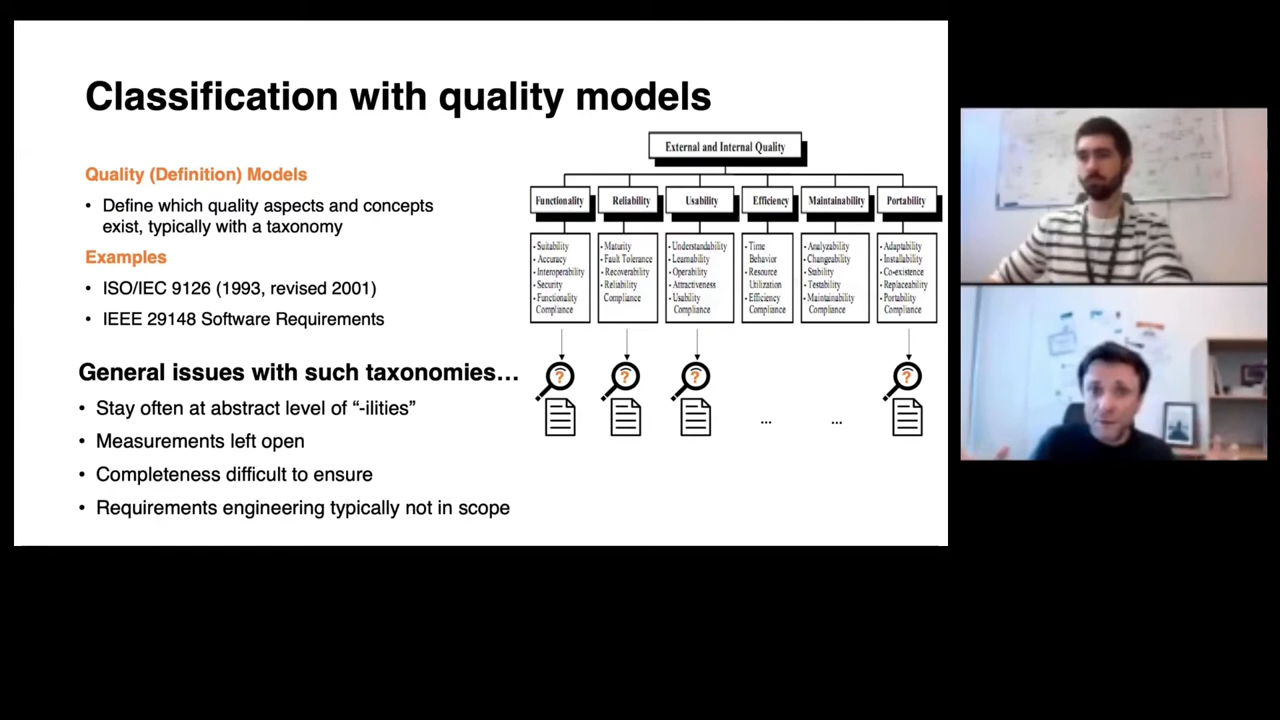 Classification with quality models
Quality (Definition) Models
• Define which quality aspects and concepts
exist, typically with a taxonomy
Examples
• ISO/IEC 9126 (1993, revised 2001)
• IEEE 29148 Software Requirements
General issues with such taxonomies…
• Stay often at abstract level of “-ilities”
• Measurements left open
• Completeness difficult to ensure
• Requirements engineering typically not in scope
External and Internal Quality
Functionality
• Suitability
• Accuracy
• Interoperability
• Security
• Functionality
Compliance
Reliability
• Maturity
• Fault Tolerance
• Recoverability
• Reliability
Compliance
Usability
• Understandability
• Learnability
• Operability
• Attractiveness
• Usability
Compliance
Efficiency
• Time
Behavior
• Resource
Utilization
• Efficiency
Compliance
Maintainability
• Analyzability
• Changeability
• Stability
• Testability
• Maintainability
Compliance
Portability
• Adaptability
• Installability
• Co-existence
• Replaceability
• Portability
Compliance
? ? ? ?
... ...